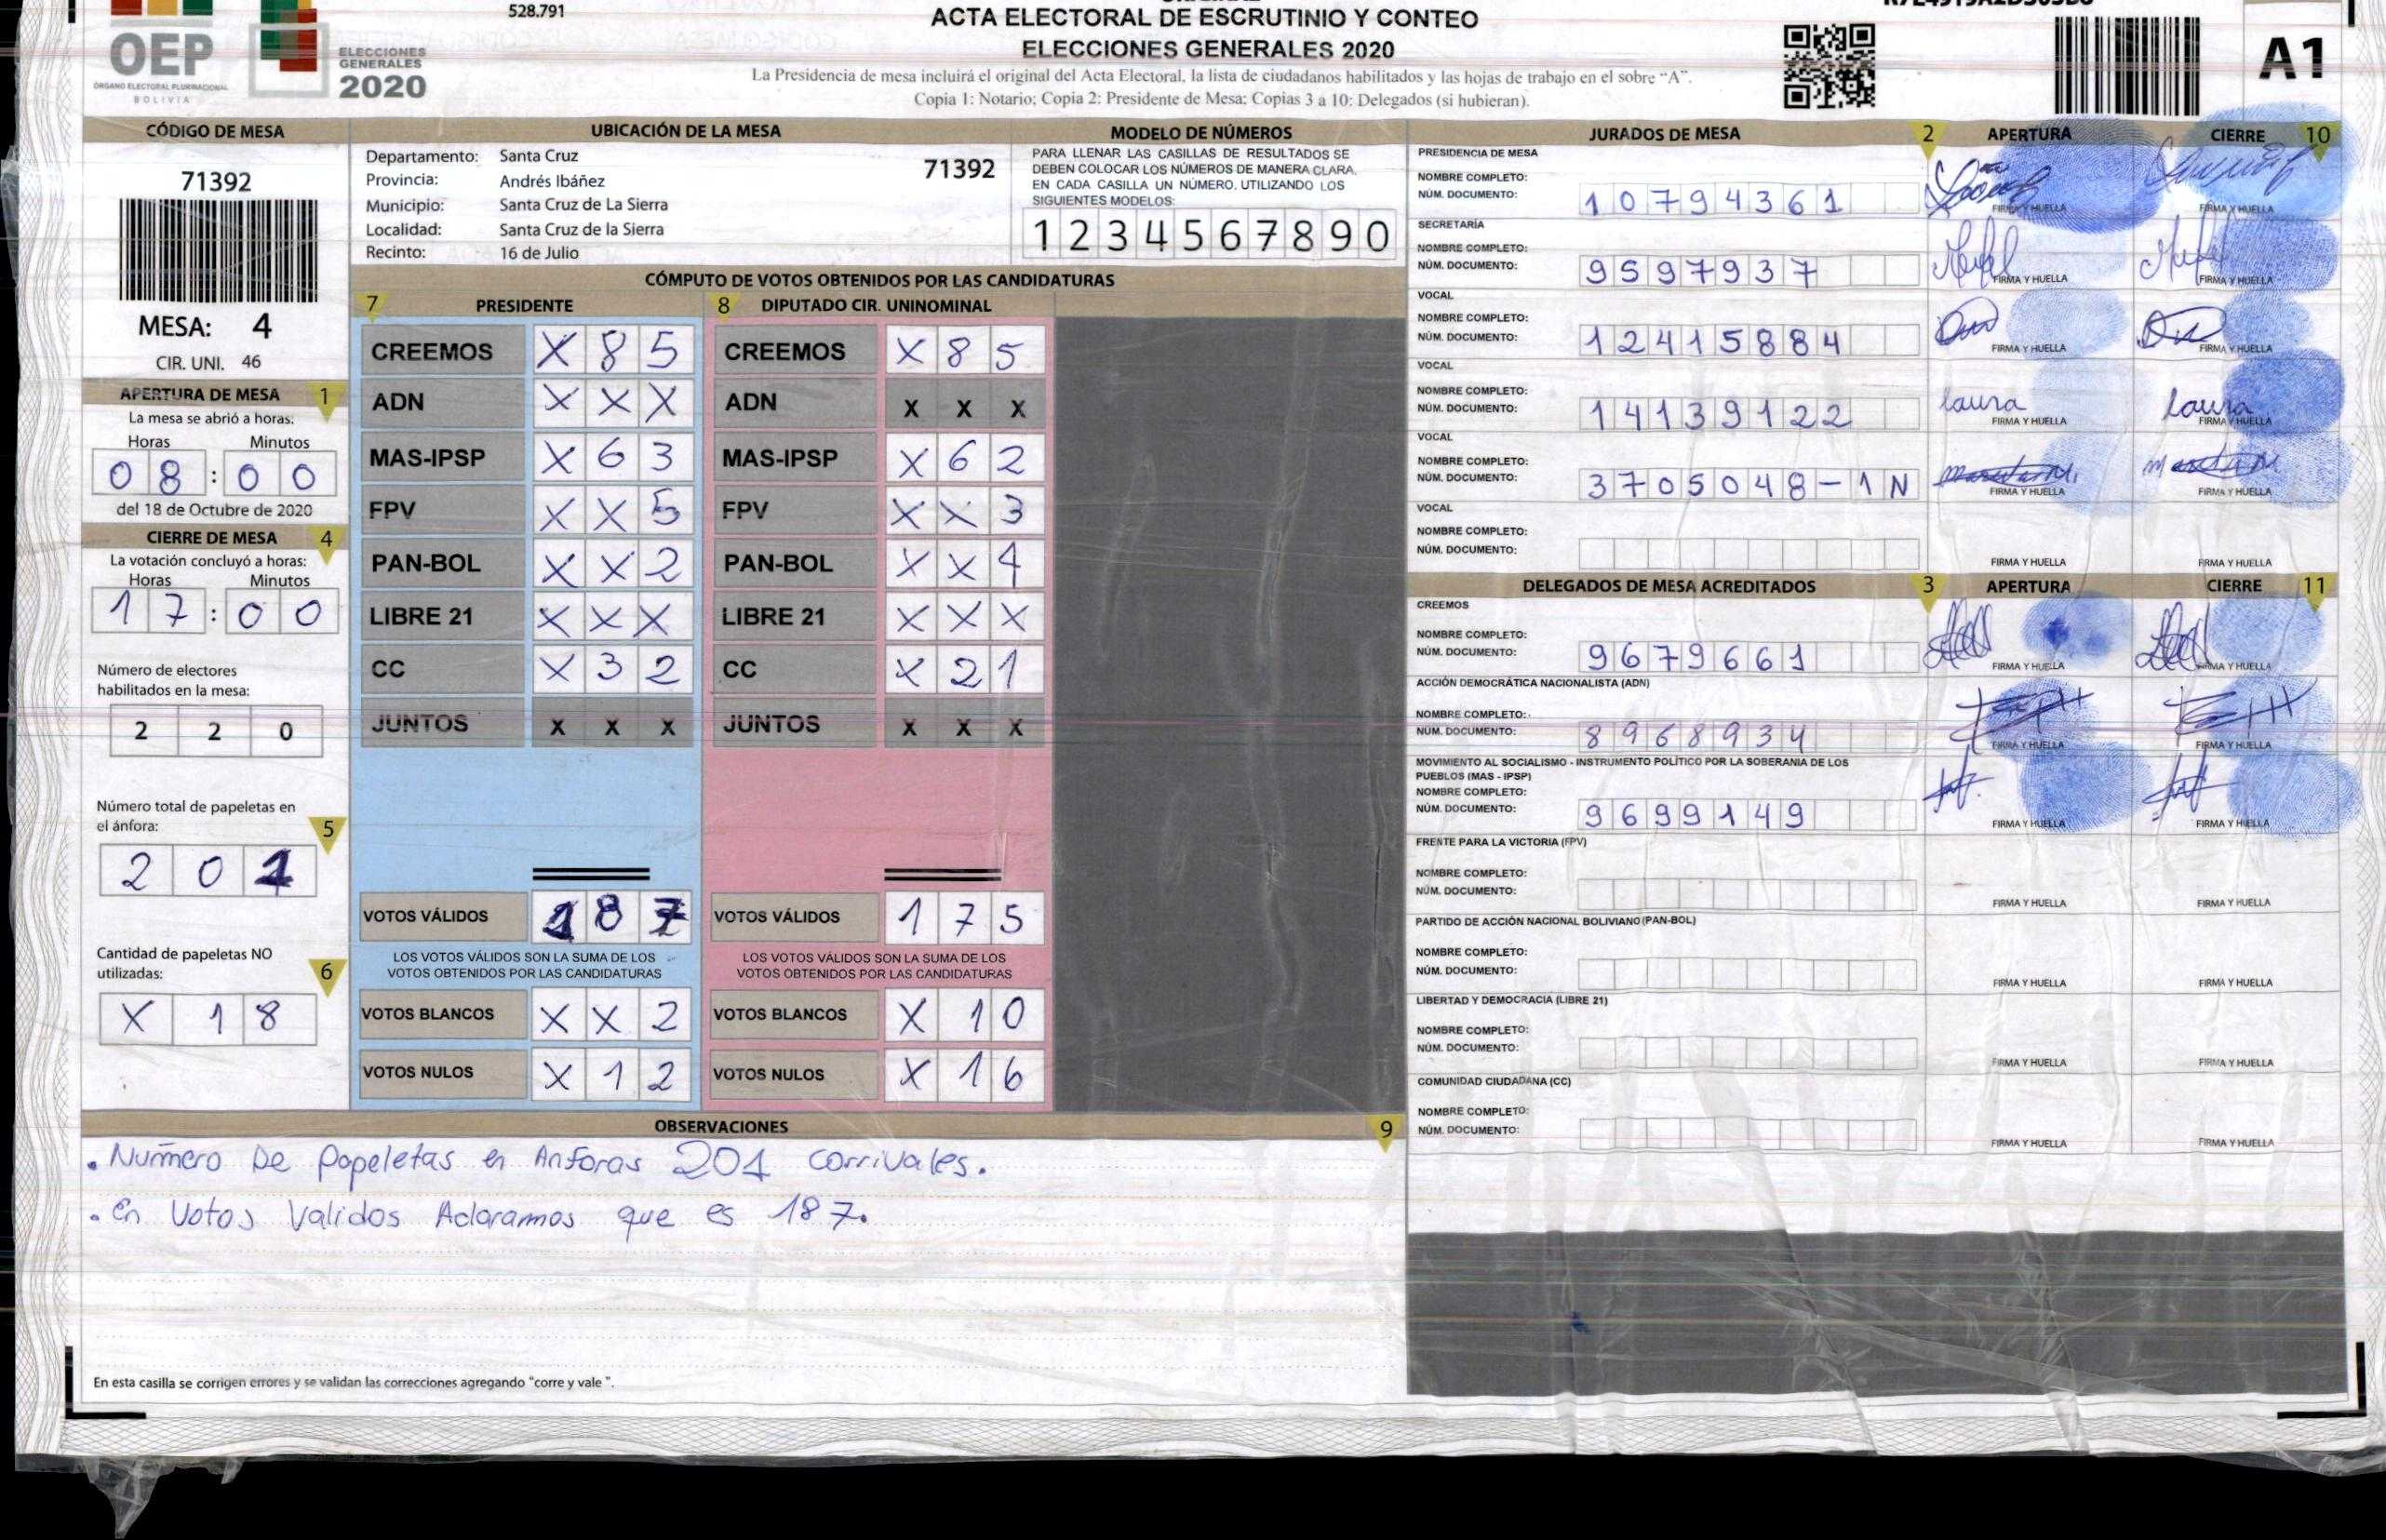 528.791
ACTA ELECTORAL DE ESCRUTINIO Y CONTEO
ELECCIONES GENERALES 2020
La Presidencia de mesa incluirá el original del Acta Electoral, la lista de ciudadanos habilitados y las hojas de trabajo en el sobre “A”.
Copia 1: Notario; Copia 2: Presidente de Mesa; Copias 3 a 10: Delegados (si hubieran).
OEP
ÓRGANO ELECTORAL PLURINACIONAL
BOLIVIA
ELECCIONES
GENERALES
2020
A1
CÓDIGO DE MESA
71392
MESA: 4
CIR. UNI. 46
APERTURA DE MESA 1
La mesa se abrió a horas:
Horas Minutos
08:00
del 18 de Octubre de 2020
CIERRE DE MESA 4
La votación concluyó a horas:
Horas Minutos
17:00
Número de electores
habilitados en la mesa:
2 2 0
Número total de papeletas en
el ánfora: 5
2 0 1
Cantidad de papeletas NO
utilizadas: 6
X 1 8
UBICACIÓN DE LA MESA
Departamento: Santa Cruz 71392
Provincia: Andrés Ibáñez
Municipio: Santa Cruz de La Sierra
Localidad: Santa Cruz de la Sierra
Recinto: 16 de Julio
MODELO DE NÚMEROS
PARA LLENAR LAS CASILLAS DE RESULTADOS SE
DEBEN COLOCAR LOS NÚMEROS DE MANERA CLARA.
EN CADA CASILLA UN NÚMERO. UTILIZANDO LOS
SIGUIENTES MODELOS:
1 2 3 4 5 6 7 8 9 0
CÓMPUTO DE VOTOS OBTENIDOS POR LAS CANDIDATURAS
7 PRESIDENTE 8 DIPUTADO CIR. UNINOMINAL
CREEMOS X 8 5 CREEMOS X 8 5
ADN X X X ADN X X X
MAS-IPSP X 6 3 MAS-IPSP X 6 2
FPV X X 5 FPV X X 3
PAN-BOL X X 2 PAN-BOL X X 4
LIBRE 21 X X X LIBRE 21 X X X
CC X 3 2 CC X 2 1
JUNTOS X X X JUNTOS X X X
VOTOS VÁLIDOS 1 8 7 VOTOS VÁLIDOS 1 7 5
LOS VOTOS VÁLIDOS SON LA SUMA DE LOS LOS VOTOS VÁLIDOS SON LA SUMA DE LOS
VOTOS OBTENIDOS POR LAS CANDIDATURAS VOTOS OBTENIDOS POR LAS CANDIDATURAS
VOTOS BLANCOS X X 2 VOTOS BLANCOS X 1 0
VOTOS NULOS X 1 2 VOTOS NULOS X 1 6
OBSERVACIONES 9
. Número De Papeletas en Anforas 201 corrivales.
. En Votos Validos Aclaramos que es 187.
En esta casilla se corrigen errores y se validan las correcciones agregando "corre y vale ".
JURADOS DE MESA 2 APERTURA CIERRE 10
PRESIDENCIA DE MESA
NOMBRE COMPLETO:
NÚM. DOCUMENTO: 10794361 FIRMA Y HUELLA FIRMA Y HUELLA
SECRETARÍA
NOMBRE COMPLETO:
NÚM. DOCUMENTO: 9597937 FIRMA Y HUELLA FIRMA Y HUELLA
VOCAL
NOMBRE COMPLETO:
NÚM. DOCUMENTO: 12415884 FIRMA Y HUELLA FIRMA Y HUELLA
VOCAL
NOMBRE COMPLETO: laura laura
NÚM. DOCUMENTO: 14139122 FIRMA Y HUELLA FIRMA Y HUELLA
VOCAL
NOMBRE COMPLETO:
NÚM. DOCUMENTO: 3705048-1N FIRMA Y HUELLA FIRMA Y HUELLA
VOCAL
NOMBRE COMPLETO:
NÚM. DOCUMENTO: FIRMA Y HUELLA FIRMA Y HUELLA
DELEGADOS DE MESA ACREDITADOS 3 APERTURA CIERRE 11
CREEMOS
NOMBRE COMPLETO:
NÚM. DOCUMENTO: 9679661 FIRMA Y HUELLA FIRMA Y HUELLA
ACCIÓN DEMOCRÁTICA NACIONALISTA (ADN)
NOMBRE COMPLETO:
NÚM. DOCUMENTO: 8968934 FIRMA Y HUELLA FIRMA Y HUELLA
MOVIMIENTO AL SOCIALISMO - INSTRUMENTO POLÍTICO POR LA SOBERANIA DE LOS
PUEBLOS (MAS - IPSP)
NOMBRE COMPLETO:
NÚM. DOCUMENTO: 9699149 FIRMA Y HUELLA FIRMA Y HUELLA
FRENTE PARA LA VICTORIA (FPV)
NOMBRE COMPLETO:
NÚM. DOCUMENTO: FIRMA Y HUELLA FIRMA Y HUELLA
PARTIDO DE ACCIÓN NACIONAL BOLIVIANO (PAN-BOL)
NOMBRE COMPLETO:
NÚM. DOCUMENTO: FIRMA Y HUELLA FIRMA Y HUELLA
LIBERTAD Y DEMOCRACIA (LIBRE 21)
NOMBRE COMPLETO:
NÚM. DOCUMENTO: FIRMA Y HUELLA FIRMA Y HUELLA
COMUNIDAD CIUDADANA (CC)
NOMBRE COMPLETO:
NÚM. DOCUMENTO: FIRMA Y HUELLA FIRMA Y HUELLA